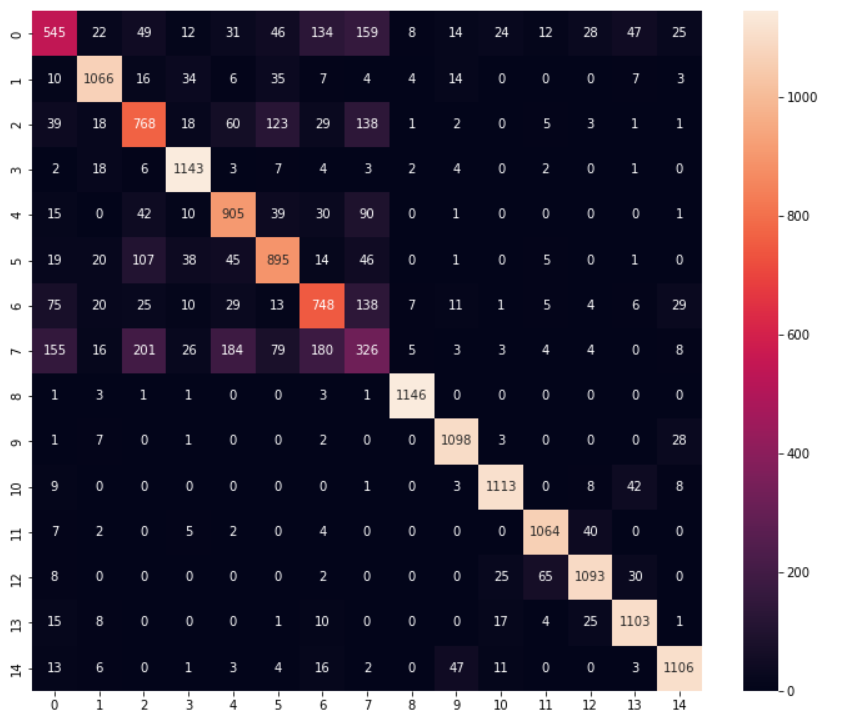 0 545 22 49 12 31 46 134 159 8 14 24 12 28 47 25
1 10 1066 16 34 6 35 7 4 4 14 0 0 0 7 3
1000
2 39 18 768 18 60 123 29 138 1 2 0 5 3 1 1
3 2 18 6 1143 3 7 4 3 2 4 0 2 0 1 0
800
4 15 0 42 10 905 39 30 90 0 1 0 0 0 0 1
5 19 20 107 38 45 895 14 46 0 1 0 5 0 1 0
600
6 75 20 25 10 29 13 748 138 7 11 1 5 4 6 29
7 155 16 201 26 184 79 180 326 5 3 3 4 4 0 8
8 1 3 1 1 0 0 3 1 1146 0 0 0 0 0 0
400
9 1 7 0 1 0 0 2 0 0 1098 3 0 0 0 28
10 9 0 0 0 0 0 0 1 0 3 1113 0 8 42 8
11 7 2 0 5 2 0 4 0 0 0 0 1064 40 0 0
200
12 8 0 0 0 0 0 2 0 0 0 25 65 1093 30 0
13 15 8 0 0 0 1 10 0 0 0 17 4 25 1103 1
14 13 6 0 1 3 4 16 2 0 47 11 0 0 3 1106
0
0 1 2 3 4 5 6 7 8 9 10 11 12 13 14